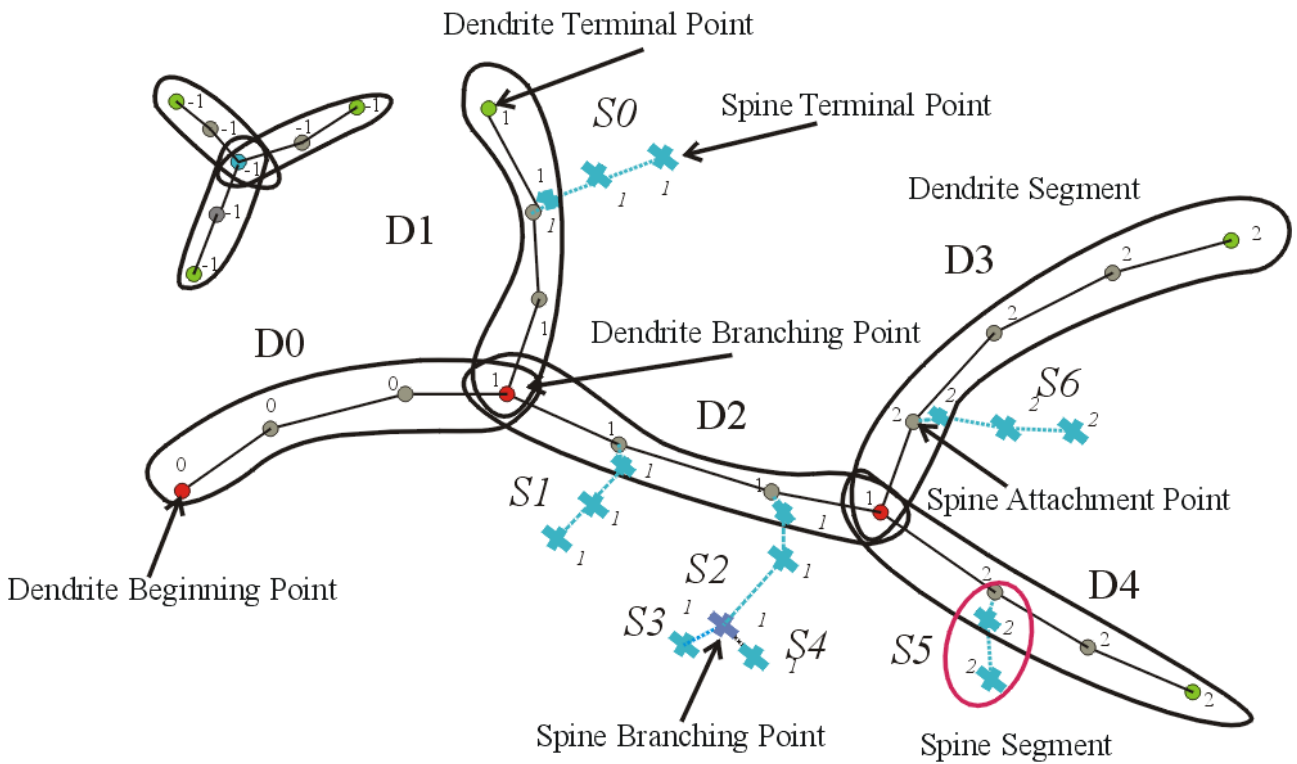 Dendrite Terminal Point
-1
-1
-1
-1
-1
-1
-1
1
S0
Spine Terminal Point
1
1
1
1
Dendrite Segment
D1
D3
2
2
2
1
D0
Dendrite Branching Point
0
0
1
S6
2
2
2
2
D2
0
1
1
S1
1
1
1
1
1
Spine Attachment Point
Dendrite Beginning Point
S2
1
1
1
S3
S4
1
2
D4
S5
2
2
2
2
Spine Branching Point
Spine Segment